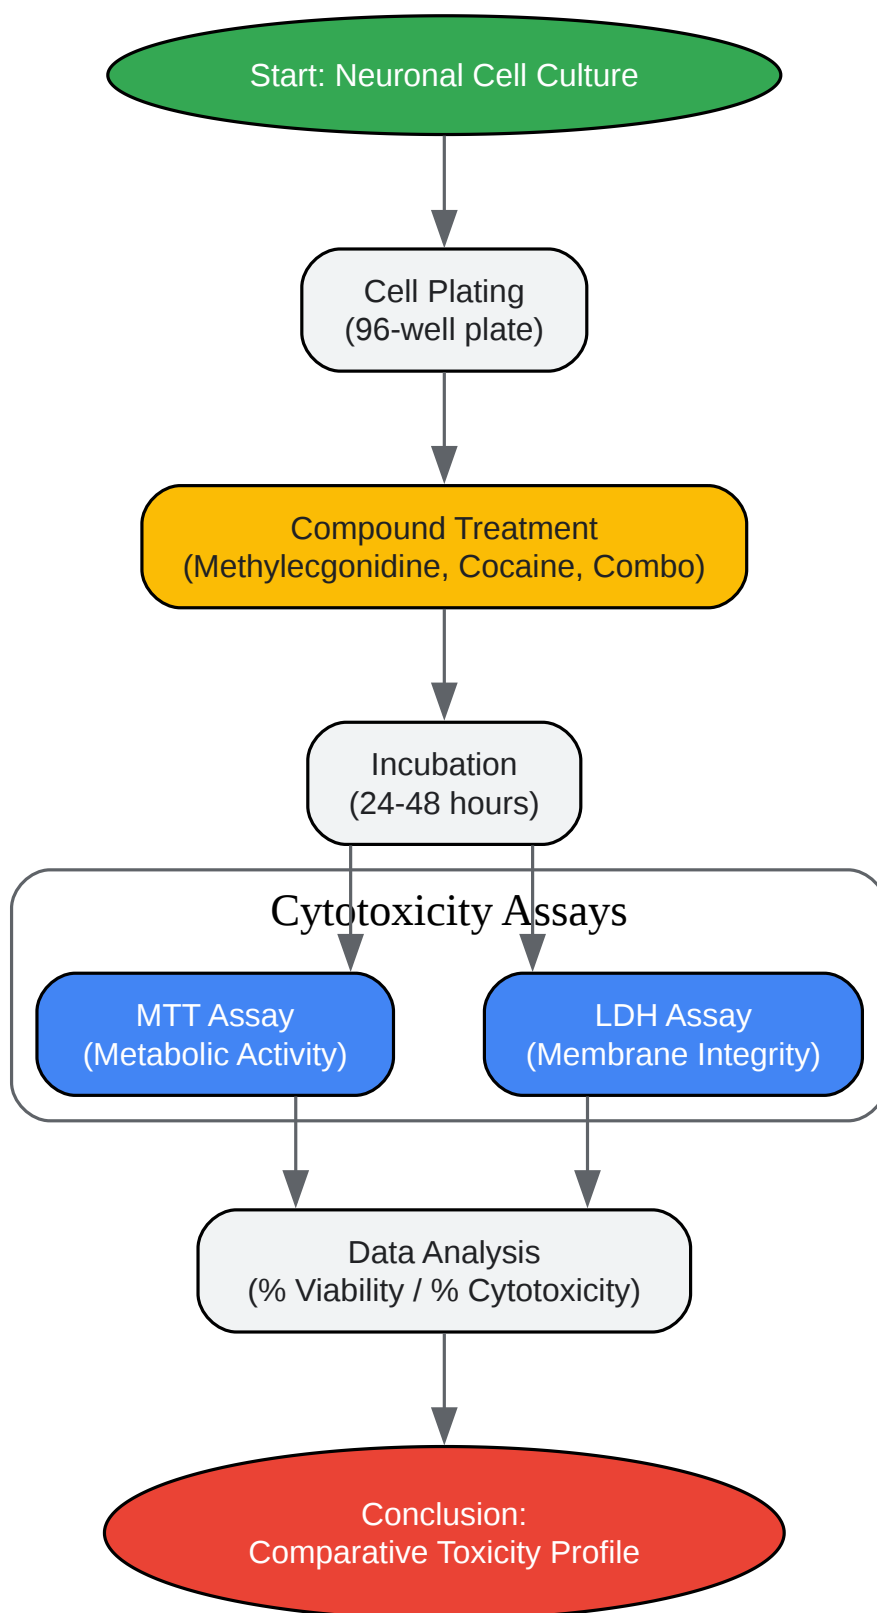 Start: Neuronal Cell Culture
Cell Plating
(96-well plate)
Compound Treatment
(Methylecgonidine, Cocaine, Combo)
Incubation
(24-48 hours)
Cytotoxicity Assays
MTT Assay
(Metabolic Activity)
LDH Assay
(Membrane Integrity)
Data Analysis
(% Viability / % Cytotoxicity)
Conclusion:
Comparative Toxicity Profile